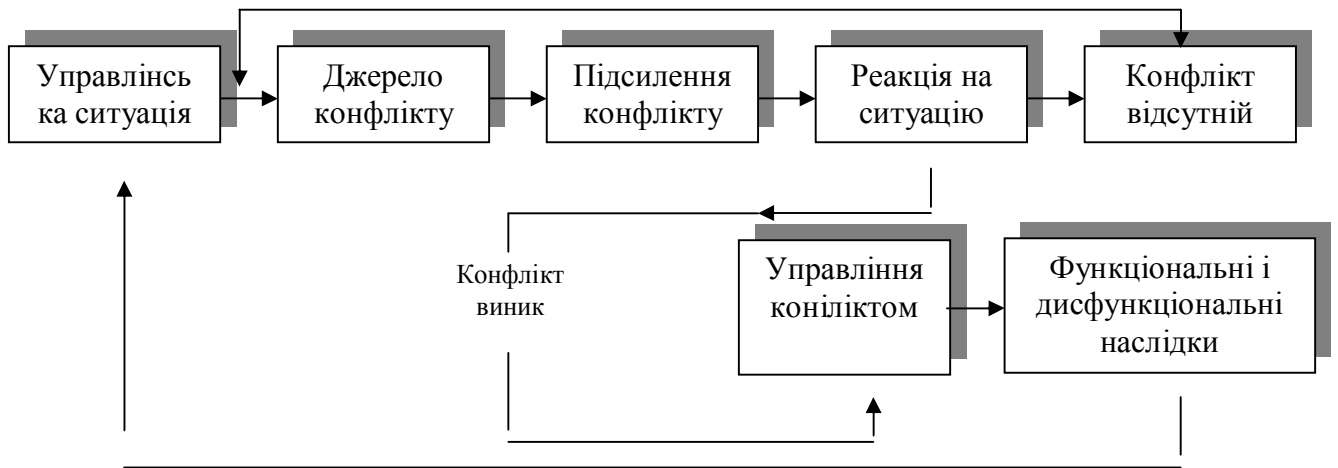 Управлінсь
ка ситуація
Джерело
конфлікту
Підсилення
конфлікту
Реакція на
ситуацію
Конфлікт
відсутній
Конфлікт
виник
Управління
коніліктом
Функціональні і
дисфункціональні
наслідки